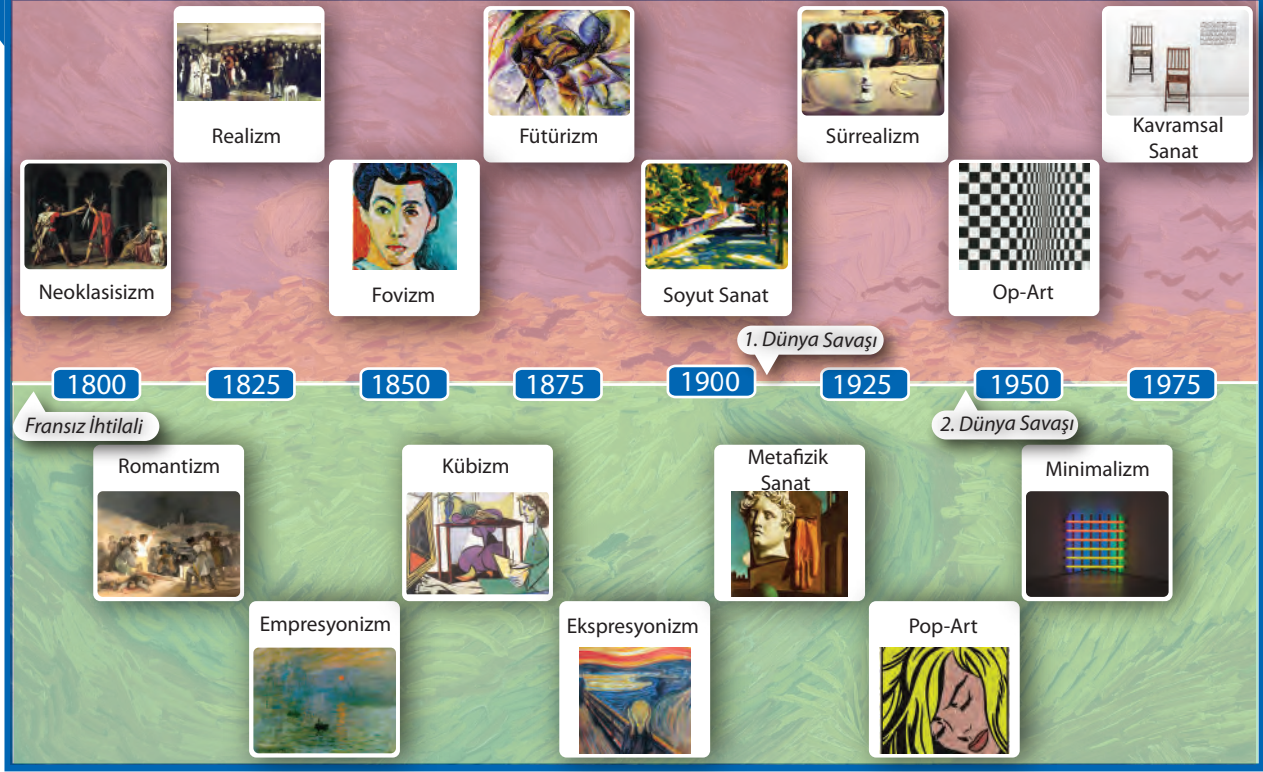 Realizm
Fütürizm
Sürrealizm
Kavramsal
Sanat
Neoklasisizm
Fovizm
Soyut Sanat
Op-Art
1. Dünya Savaşı
1800
1825
1850
1875
1900
1925
1950
1975
Fransız İhtilali
2. Dünya Savaşı
Romantizm
Kübizm
Metafizik
Sanat
Minimalizm
Empresyonizm
Ekspresyonizm
Pop-Art